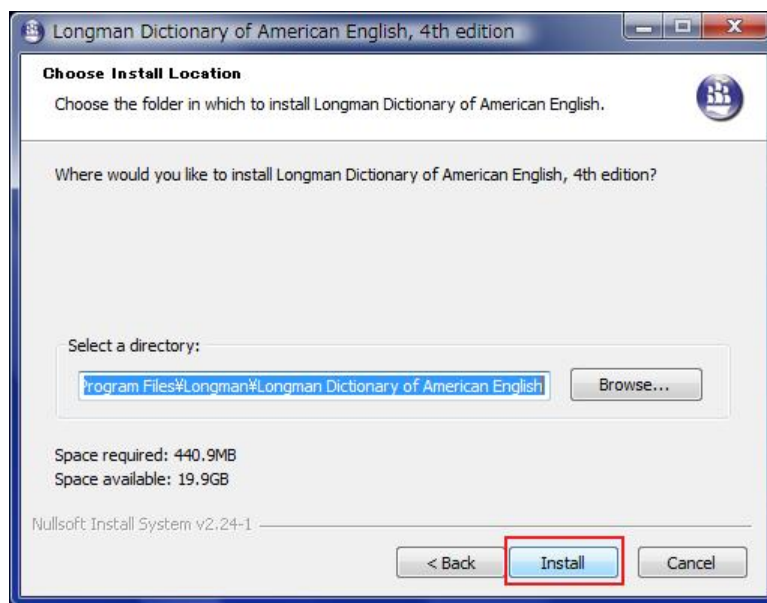 Longman Dictionary of American English, 4th edition
Choose Install Location
Choose the folder in which to install Longman Dictionary of American English.
Where would you like to install Longman Dictionary of American English, 4th edition?
Select a directory:
Program Files¥Longman¥Longman Dictionary of American English
Browse...
Space required: 440.9MB
Space available: 19.9GB
Nullsoft Install System v2.24-1
< Back Install Cancel